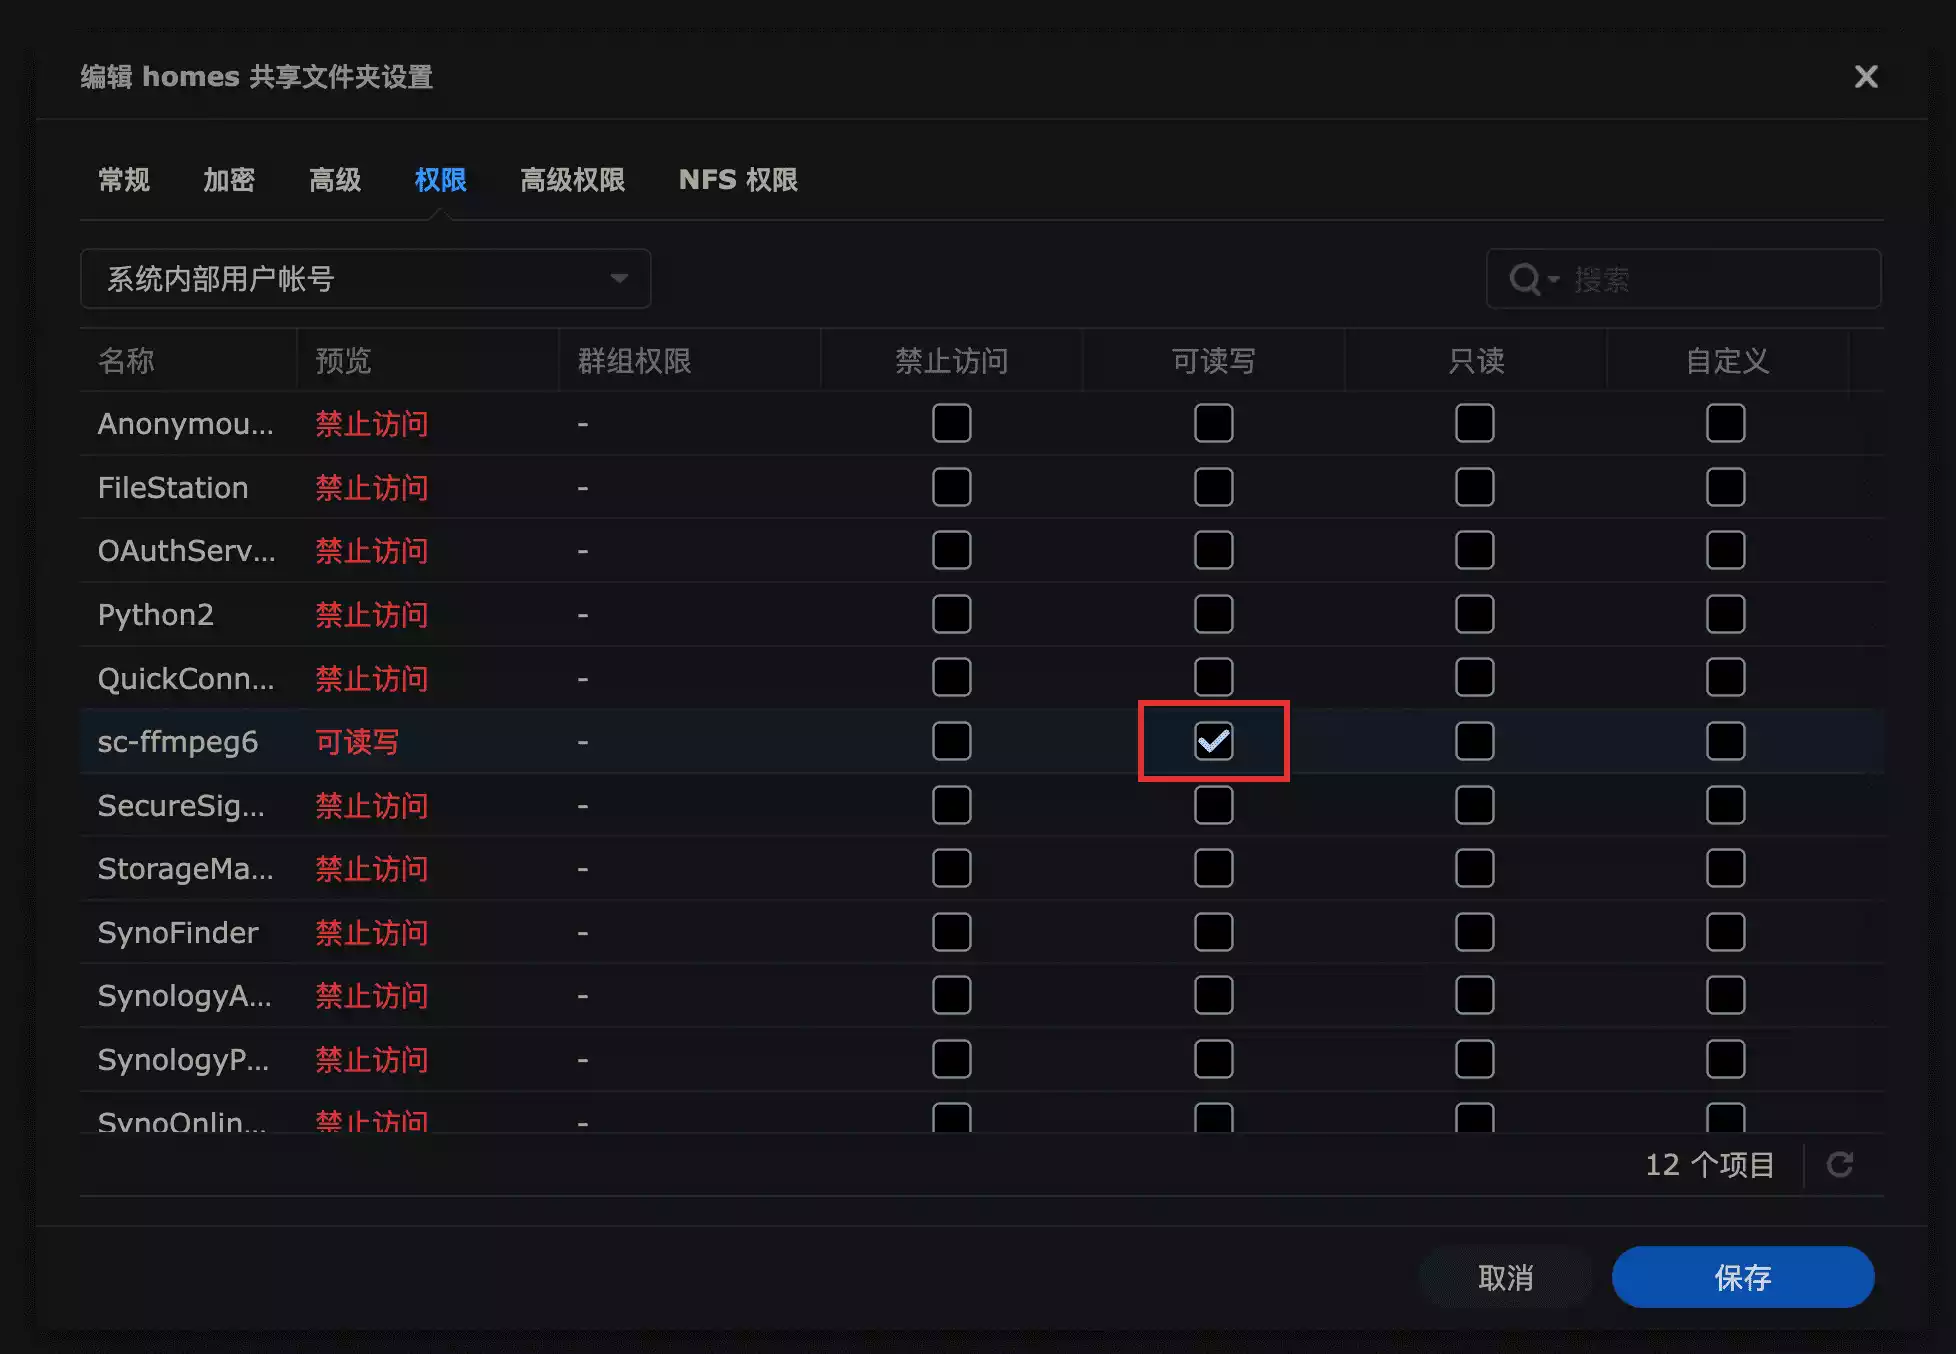 编辑 homes 共享文件夹设置
常规 加密 高级 权限 高级权限 NFS 权限
系统内部用户帐号 搜索
名称 预览 群组权限 禁止访问 可读写 只读 自定义
Anonymou... 禁止访问 -
FileStation 禁止访问 -
OAuthServ... 禁止访问 -
Python2 禁止访问 -
QuickConn... 禁止访问 -
sc-ffmpeg6 可读写 -
SecureSig... 禁止访问 -
StorageMa... 禁止访问 -
SynoFinder 禁止访问 -
SynologyA... 禁止访问 -
SynologyP... 禁止访问 -
SynoOnlin... 禁止访问 -
12 个项目
取消 保存